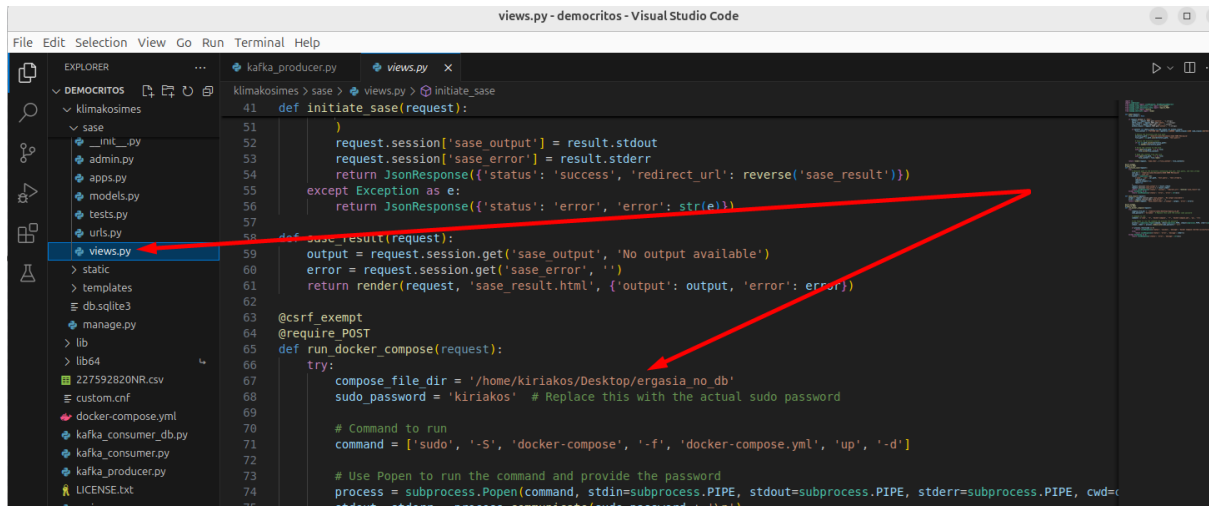 views.py - democritos - Visual Studio Code
File Edit Selection View Go Run Terminal Help
EXPLORER ...
DEMOCRITOS
klimakosimes
sase
__init__.py
admin.py
apps.py
models.py
tests.py
urls.py
views.py
static
templates
db.sqlite3
manage.py
lib
lib64
227592820NR.csv
custom.cnf
docker-compose.yml
kafka_consumer_db.py
kafka_consumer.py
kafka_producer.py
LICENSE.txt
kafka_producer.py views.py
klimakosimes > sase > views.py > initiate_sase
41 def initiate_sase(request):
51 )
52 request.session['sase_output'] = result.stdout
53 request.session['sase_error'] = result.stderr
54 return JsonResponse({'status': 'success', 'redirect_url': reverse('sase_result')})
55 except Exception as e:
56 return JsonResponse({'status': 'error', 'error': str(e)})
57
58 def sase_result(request):
59 output = request.session.get('sase_output', 'No output available')
60 error = request.session.get('sase_error', '')
61 return render(request, 'sase_result.html', {'output': output, 'error': error})
62
63 @csrf_exempt
64 @require_POST
65 def run_docker_compose(request):
66 try:
67 compose_file_dir = '/home/kiriakos/Desktop/ergasia_no_db'
68 sudo_password = 'kiriakos' # Replace this with the actual sudo password
69
70 # Command to run
71 command = ['sudo', '-S', 'docker-compose', '-f', 'docker-compose.yml', 'up', '-d']
72
73 # Use Popen to run the command and provide the password
74 process = subprocess.Popen(command, stdin=subprocess.PIPE, stdout=subprocess.PIPE, stderr=subprocess.PIPE, cwd=